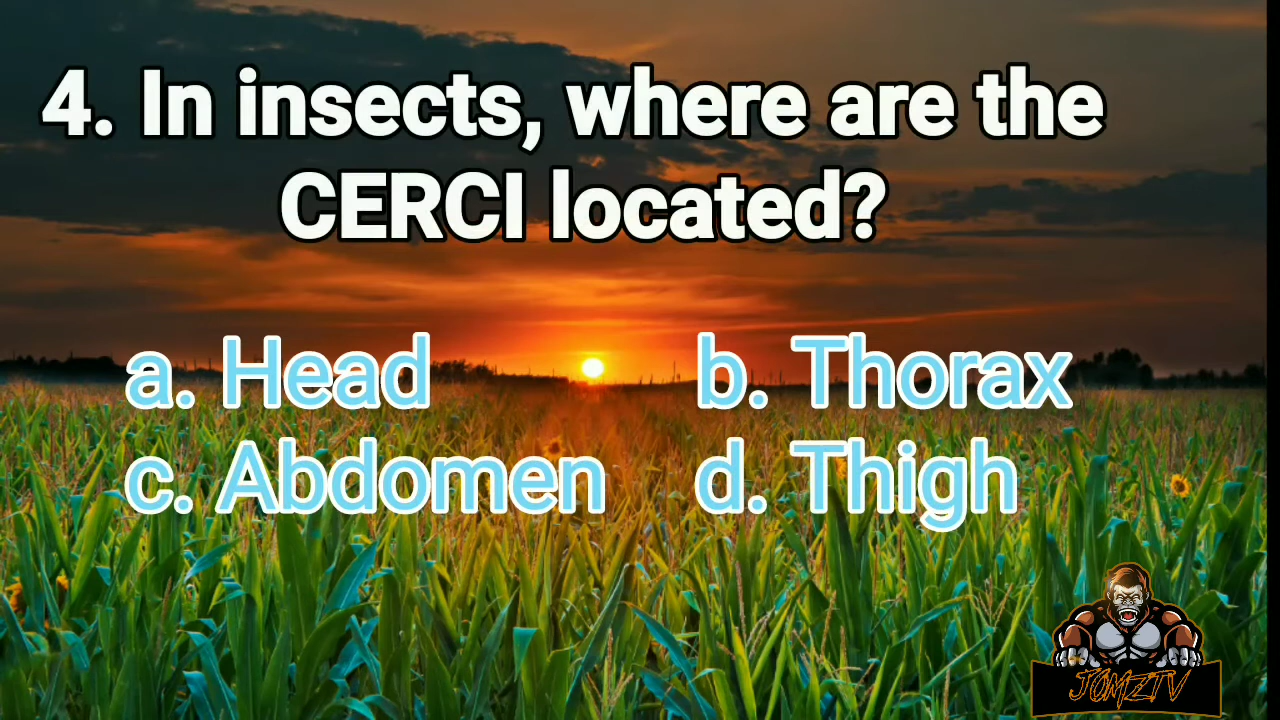 4. In insects, where are the
CERCI located?
a. Head b. Thorax
c. Abdomen d. Thigh
JOMZTV